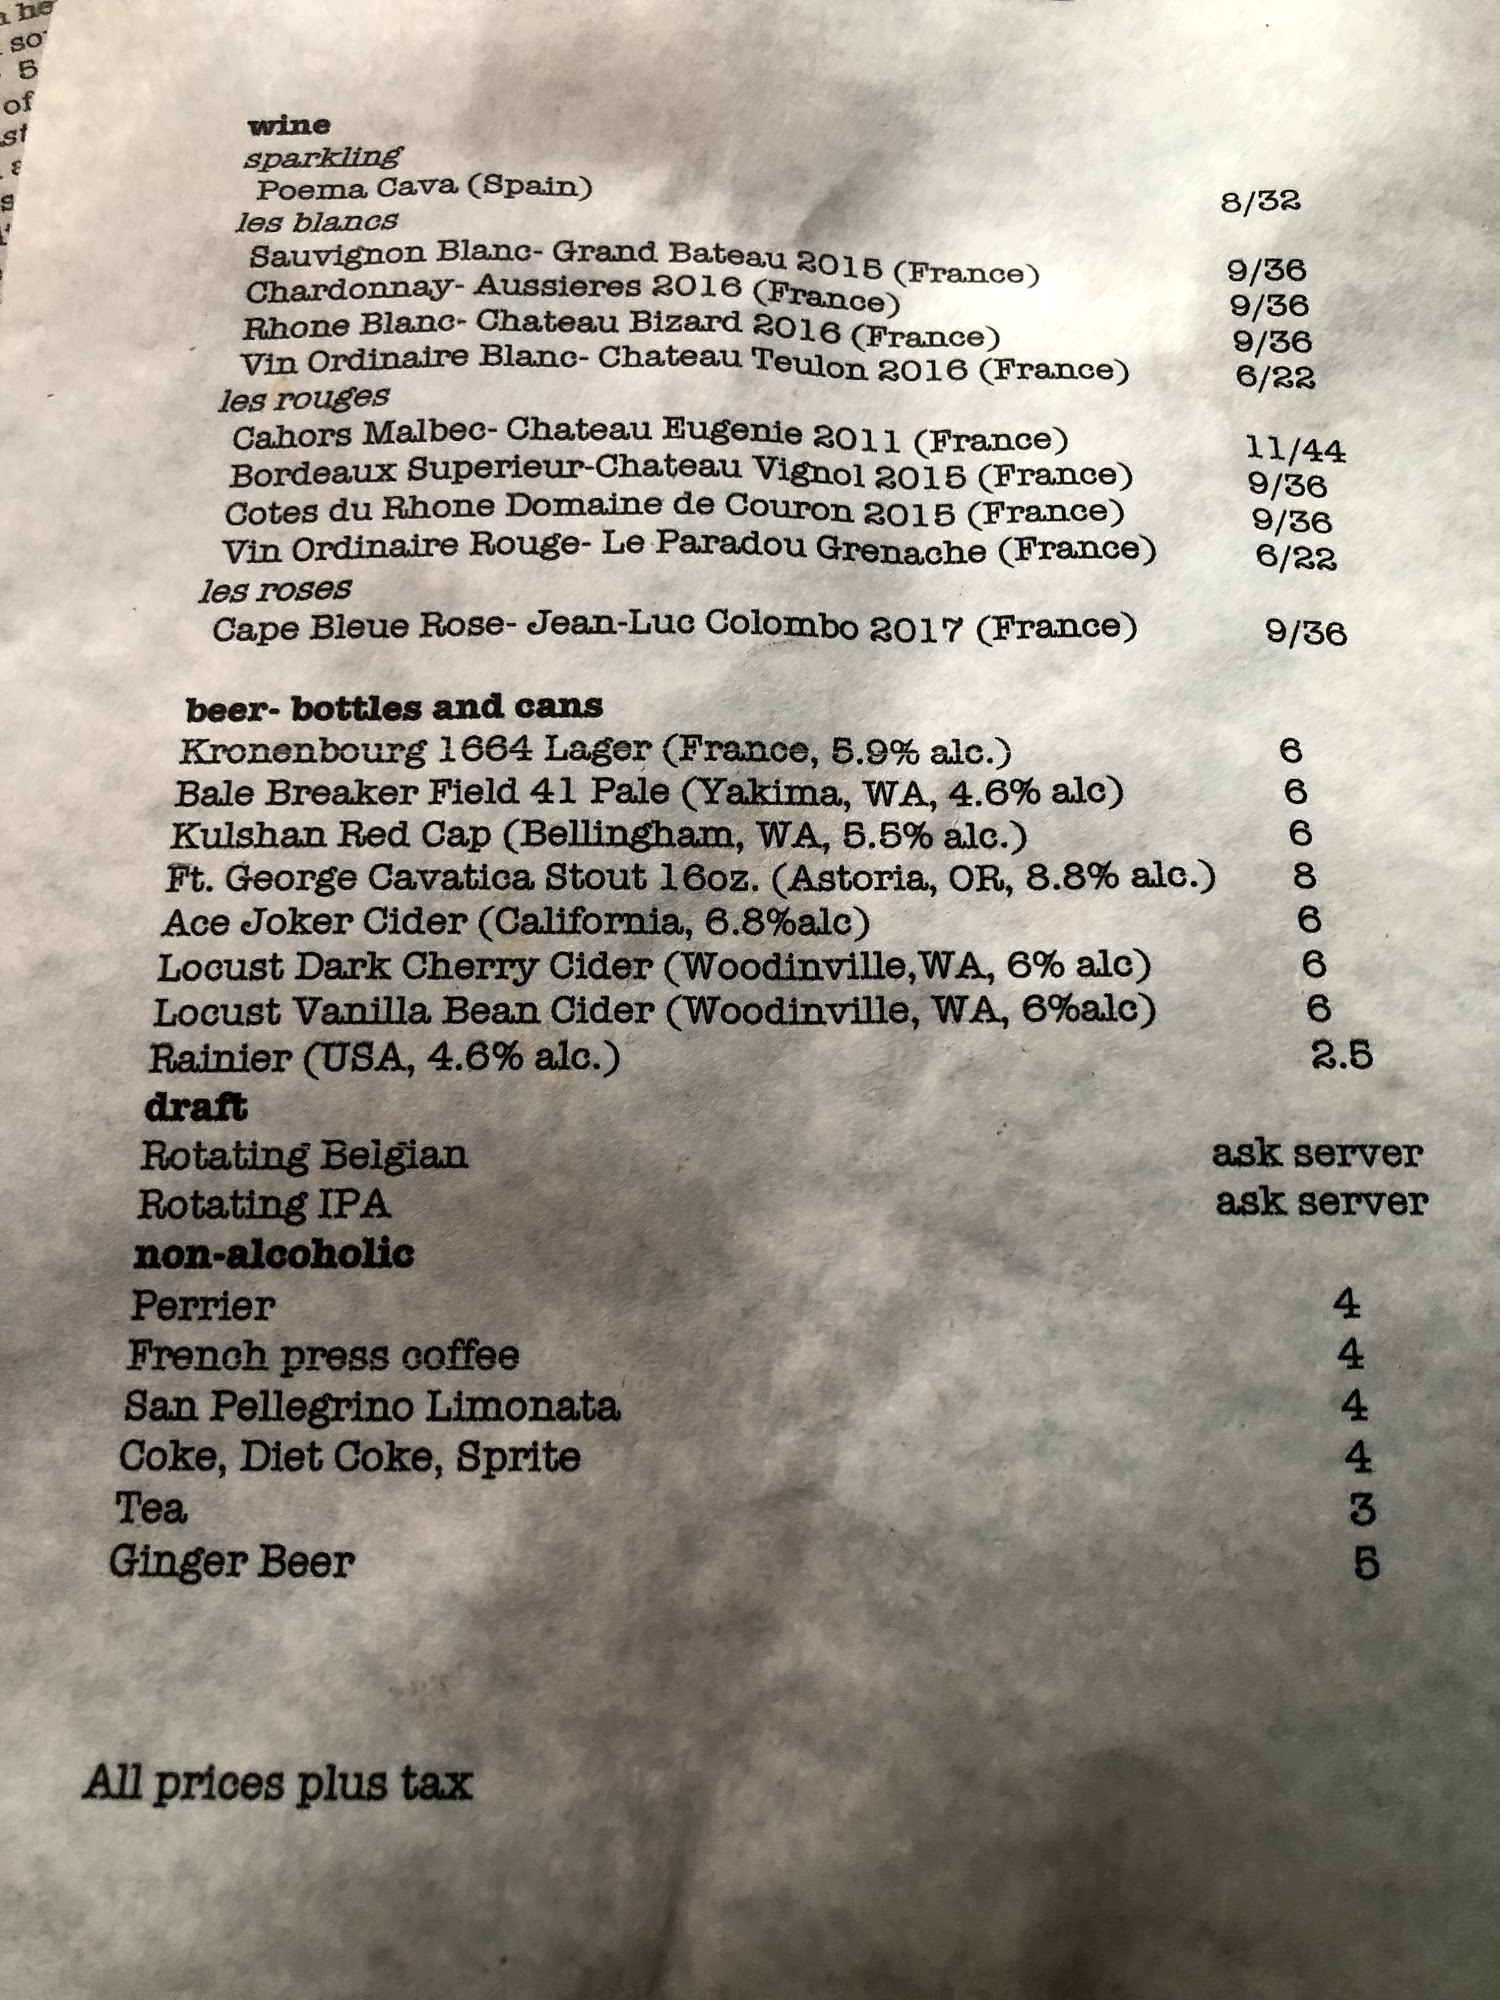 he
so
5
of
st
s
wine
sparkling
Poema Cava (Spain) 8/32
les blancs
Sauvignon Blanc- Grand Bateau 2015 (France) 9/36
Chardonnay- Aussieres 2016 (France) 9/36
Rhone Blanc- Chateau Bizard 2016 (France) 9/36
Vin Ordinaire Blanc- Chateau Teulon 2016 (France) 6/22
les rouges
Cahors Malbec- Chateau Eugenie 2011 (France) 11/44
Bordeaux Superieur-Chateau Vignol 2015 (France) 9/36
Cotes du Rhone Domaine de Couron 2015 (France) 9/36
Vin Ordinaire Rouge- Le Paradou Grenache (France) 6/22
les roses
Cape Bleue Rose- Jean-Luc Colombo 2017 (France) 9/36
beer- bottles and cans
Kronenbourg 1664 Lager (France, 5.9% alc.) 6
Bale Breaker Field 41 Pale (Yakima, WA, 4.6% alc) 6
Kulshan Red Cap (Bellingham, WA, 5.5% alc.) 6
Ft. George Cavatica Stout 16oz. (Astoria, OR, 8.8% alc.) 8
Ace Joker Cider (California, 6.8%alc) 6
Locust Dark Cherry Cider (Woodinville,WA, 6% alc) 6
Locust Vanilla Bean Cider (Woodinville, WA, 6%alc) 6
Rainier (USA, 4.6% alc.) 2.5
draft
Rotating Belgian ask server
Rotating IPA ask server
non-alcoholic
Perrier 4
French press coffee 4
San Pellegrino Limonata 4
Coke, Diet Coke, Sprite 4
Tea 3
Ginger Beer 5
All prices plus tax